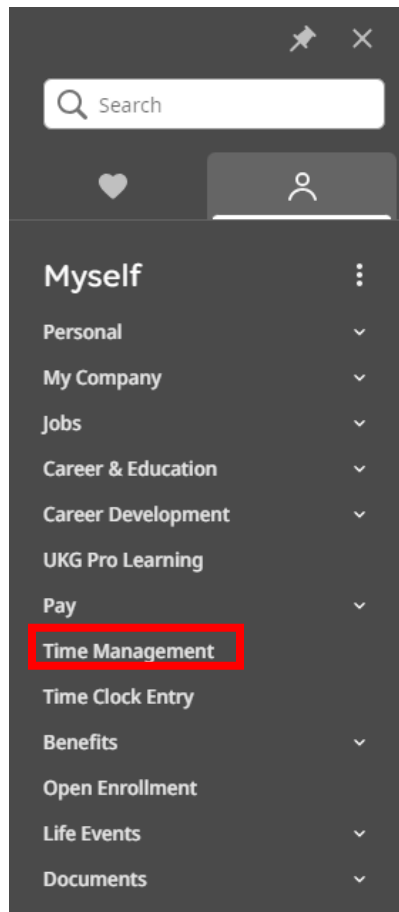 Search
Myself
Personal
My Company
Jobs
Career & Education
Career Development
UKG Pro Learning
Pay
Time Management
Time Clock Entry
Benefits
Open Enrollment
Life Events
Documents